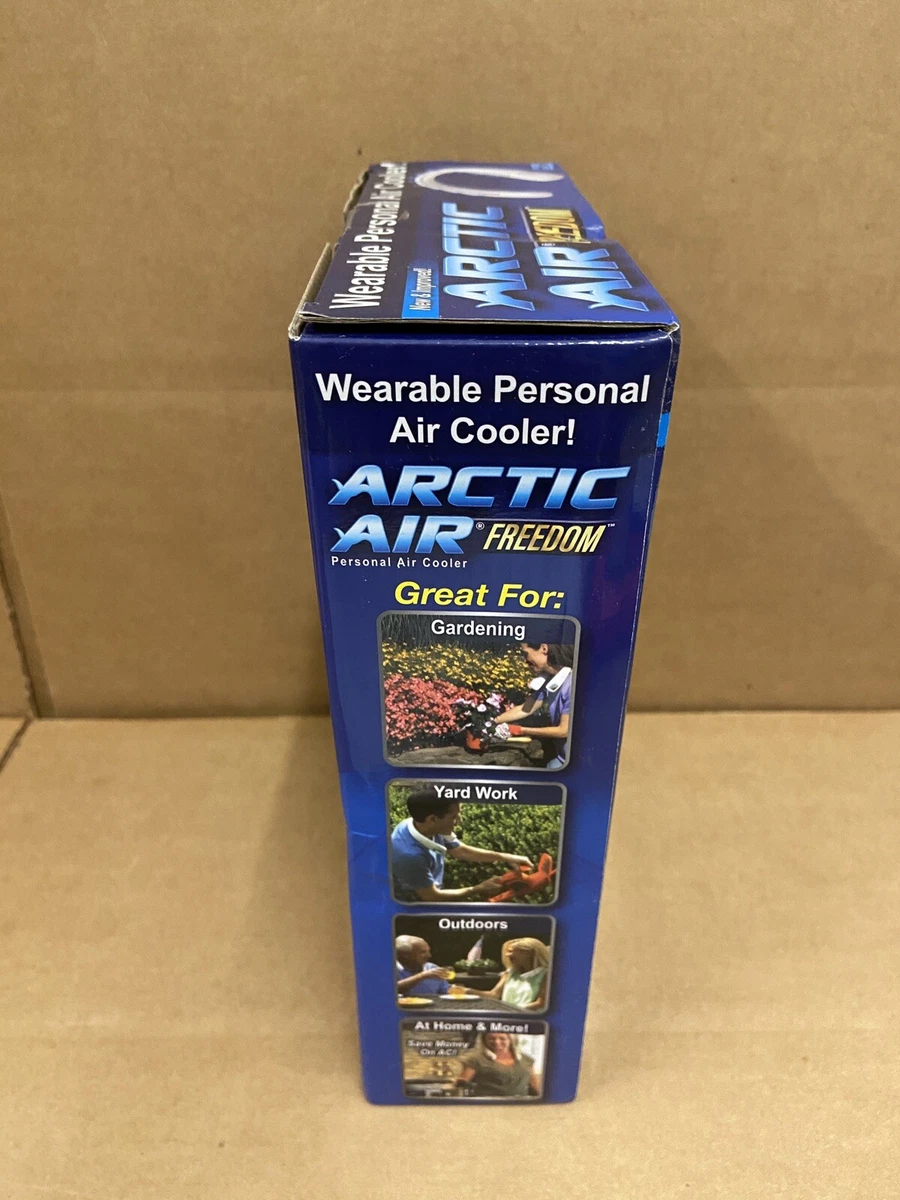 Wearable Personal Air Cooler!
New & Improved!
ARCTIC
AIR® FREEDOM
Wearable Personal
Air Cooler!
ARCTIC
AIR® FREEDOM™
Personal Air Cooler
Great For:
Gardening
Yard Work
Outdoors
At Home & More!
Save Money
On AC!!